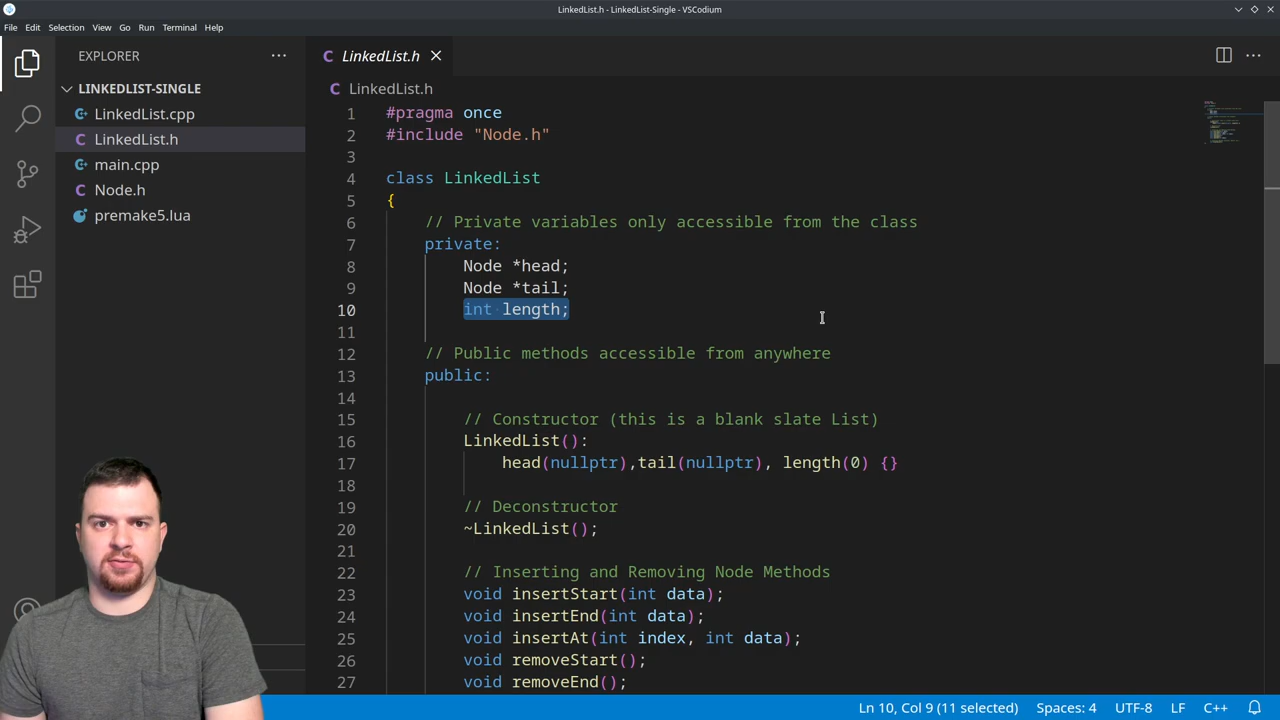 LinkedList.h - LinkedList-Single - VSCodium
File Edit Selection View Go Run Terminal Help
EXPLORER
LINKEDLIST-SINGLE
LinkedList.cpp
LinkedList.h
main.cpp
Node.h
premake5.lua
LinkedList.h
LinkedList.h
1 #pragma once
2 #include "Node.h"
3
4 class LinkedList
5 {
6 // Private variables only accessible from the class
7 private:
8 Node *head;
9 Node *tail;
10 int length;
11
12 // Public methods accessible from anywhere
13 public:
14
15 // Constructor (this is a blank slate List)
16 LinkedList():
17 head(nullptr),tail(nullptr), length(0) {}
18
19 // Deconstructor
20 ~LinkedList();
21
22 // Inserting and Removing Node Methods
23 void insertStart(int data);
24 void insertEnd(int data);
25 void insertAt(int index, int data);
26 void removeStart();
27 void removeEnd();
Ln 10, Col 9 (11 selected) Spaces: 4 UTF-8 LF C++